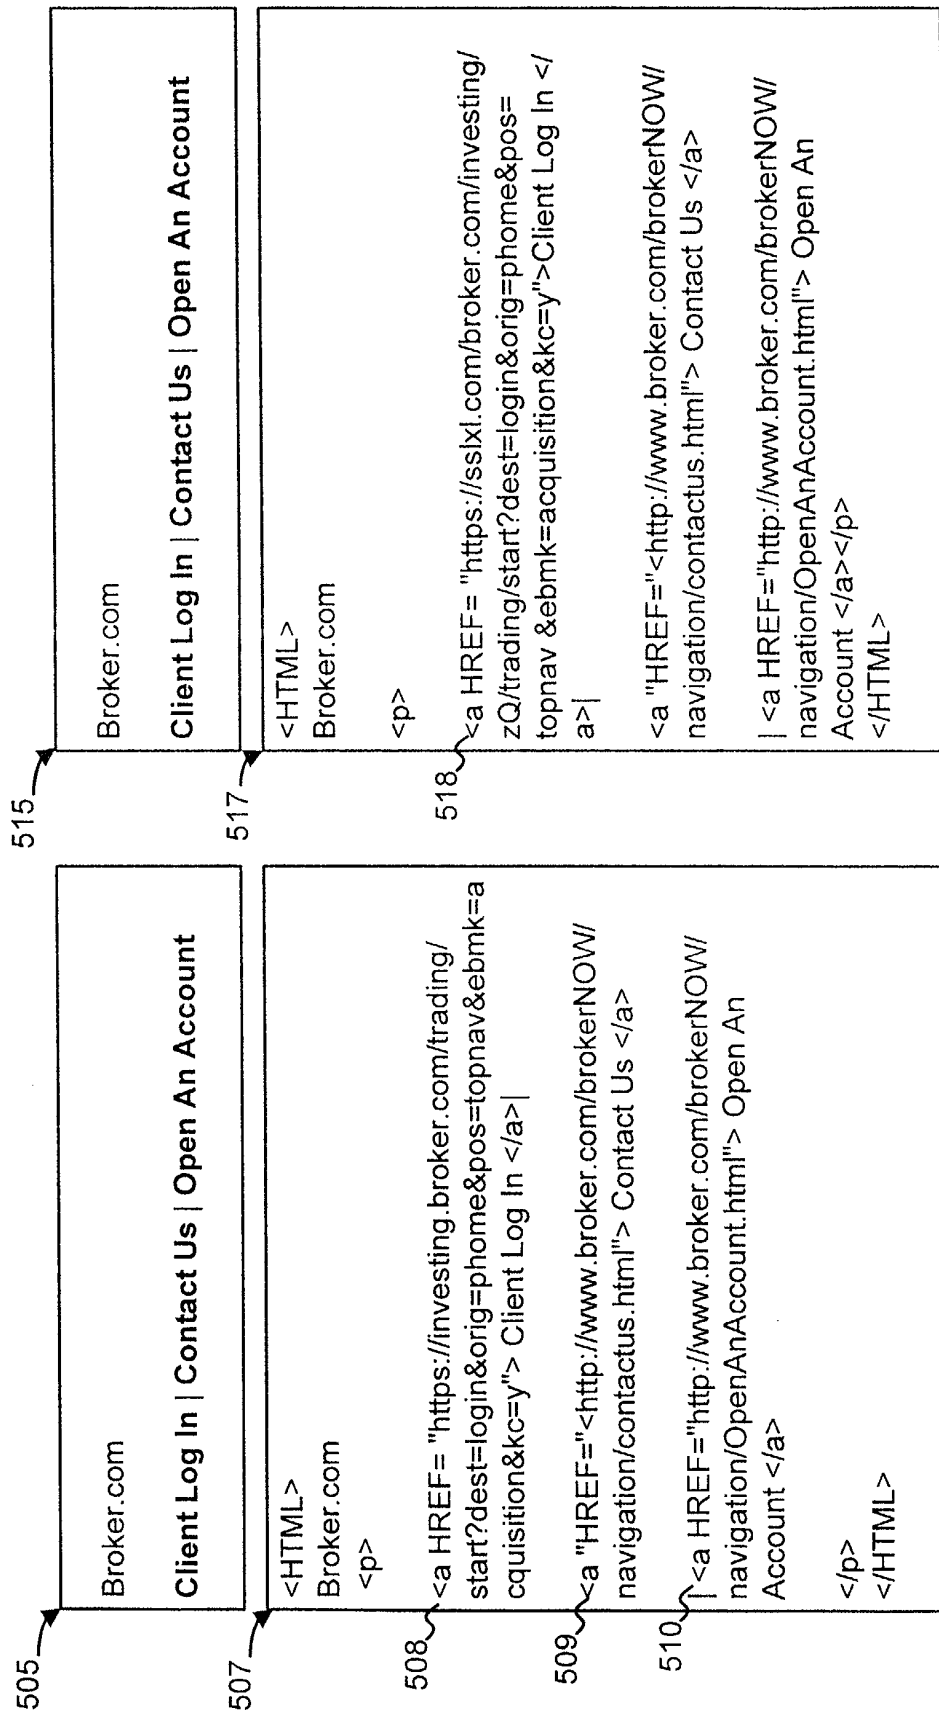 505
Broker.com
Client Log In | Contact Us | Open An Account
507
<HTML>
Broker.com
<p>
508
<a HREF= "https://investing.broker.com/trading/
start?dest=login&orig=phome&pos=topnav&ebmk=a
cquisition&kc=y"> Client Log In </a>|
509
<a "HREF="<http://www.broker.com/brokerNOW/
navigation/contactus.html"> Contact Us </a>
510
| <a HREF="http://www.broker.com/brokerNOW/
navigation/OpenAnAccount.html"> Open An
Account </a>
</p>
</HTML>
515
Broker.com
Client Log In | Contact Us | Open An Account
517
<HTML>
Broker.com
<p>
518
<a HREF= "https://sslxl.com/broker.com/investing/
zQ/trading/start?dest=login&orig=phome&pos=
topnav &ebmk=acquisition&kc=y">Client Log In </
a>|
<a "HREF="<http://www.broker.com/brokerNOW/
navigation/contactus.html"> Contact Us </a>
| <a HREF="http://www.broker.com/brokerNOW/
navigation/OpenAnAccount.html"> Open An
Account </a></p>
</HTML>